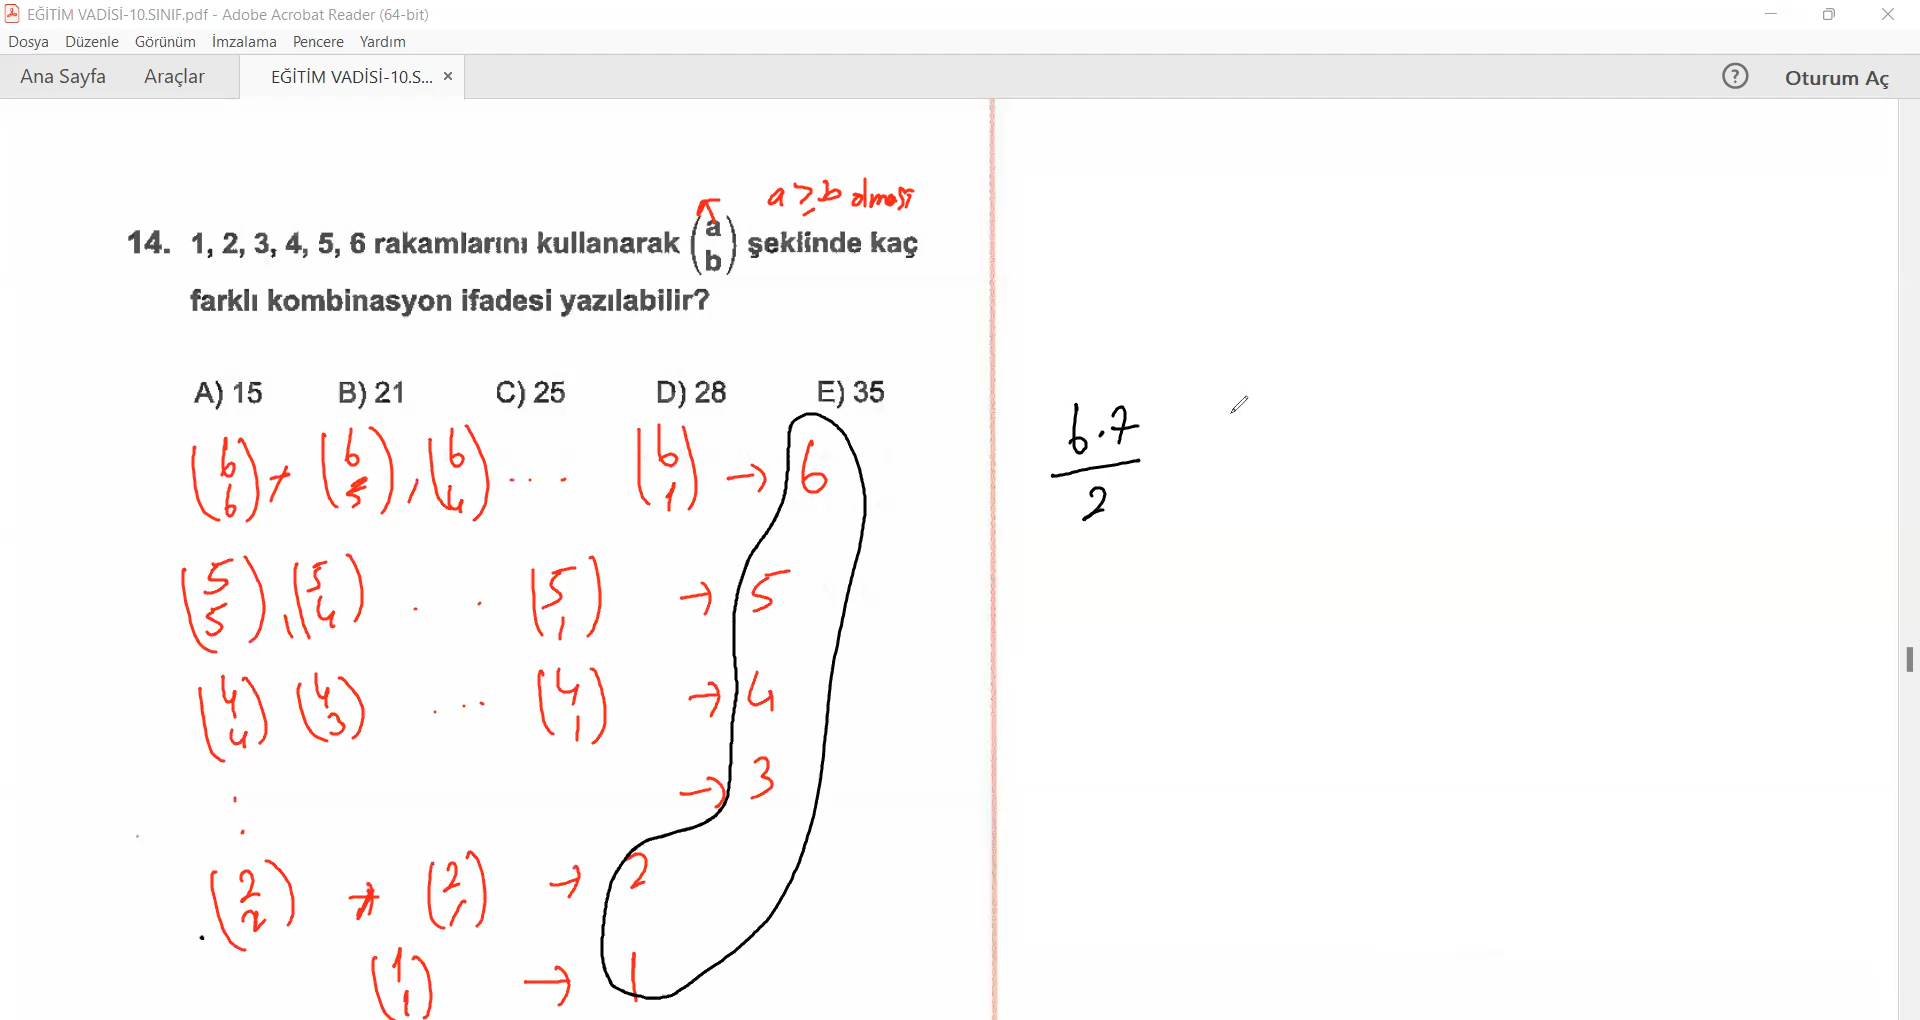 EĞİTİM VADİSİ-10.SINIF.pdf - Adobe Acrobat Reader (64-bit)
Dosya Düzenle Görünüm İmzalama Pencere Yardım
Ana Sayfa Araçlar EĞİTİM VADİSİ-10.S... × ? Oturum Aç
a ≥ b olması
14. 1, 2, 3, 4, 5, 6 rakamlarını kullanarak (a b) şeklinde kaç
farklı kombinasyon ifadesi yazılabilir?
A) 15 B) 21 C) 25 D) 28 E) 35
(6 6), (6 5), (6 4) ... (6 1) → 6
(5 5), (5 4) . . (5 1) → 5
(4 4) (4 3) ... (4 1) → 4
→ 3
(2 2) (2 1) → 2
(1 1) → 1
6.7
2